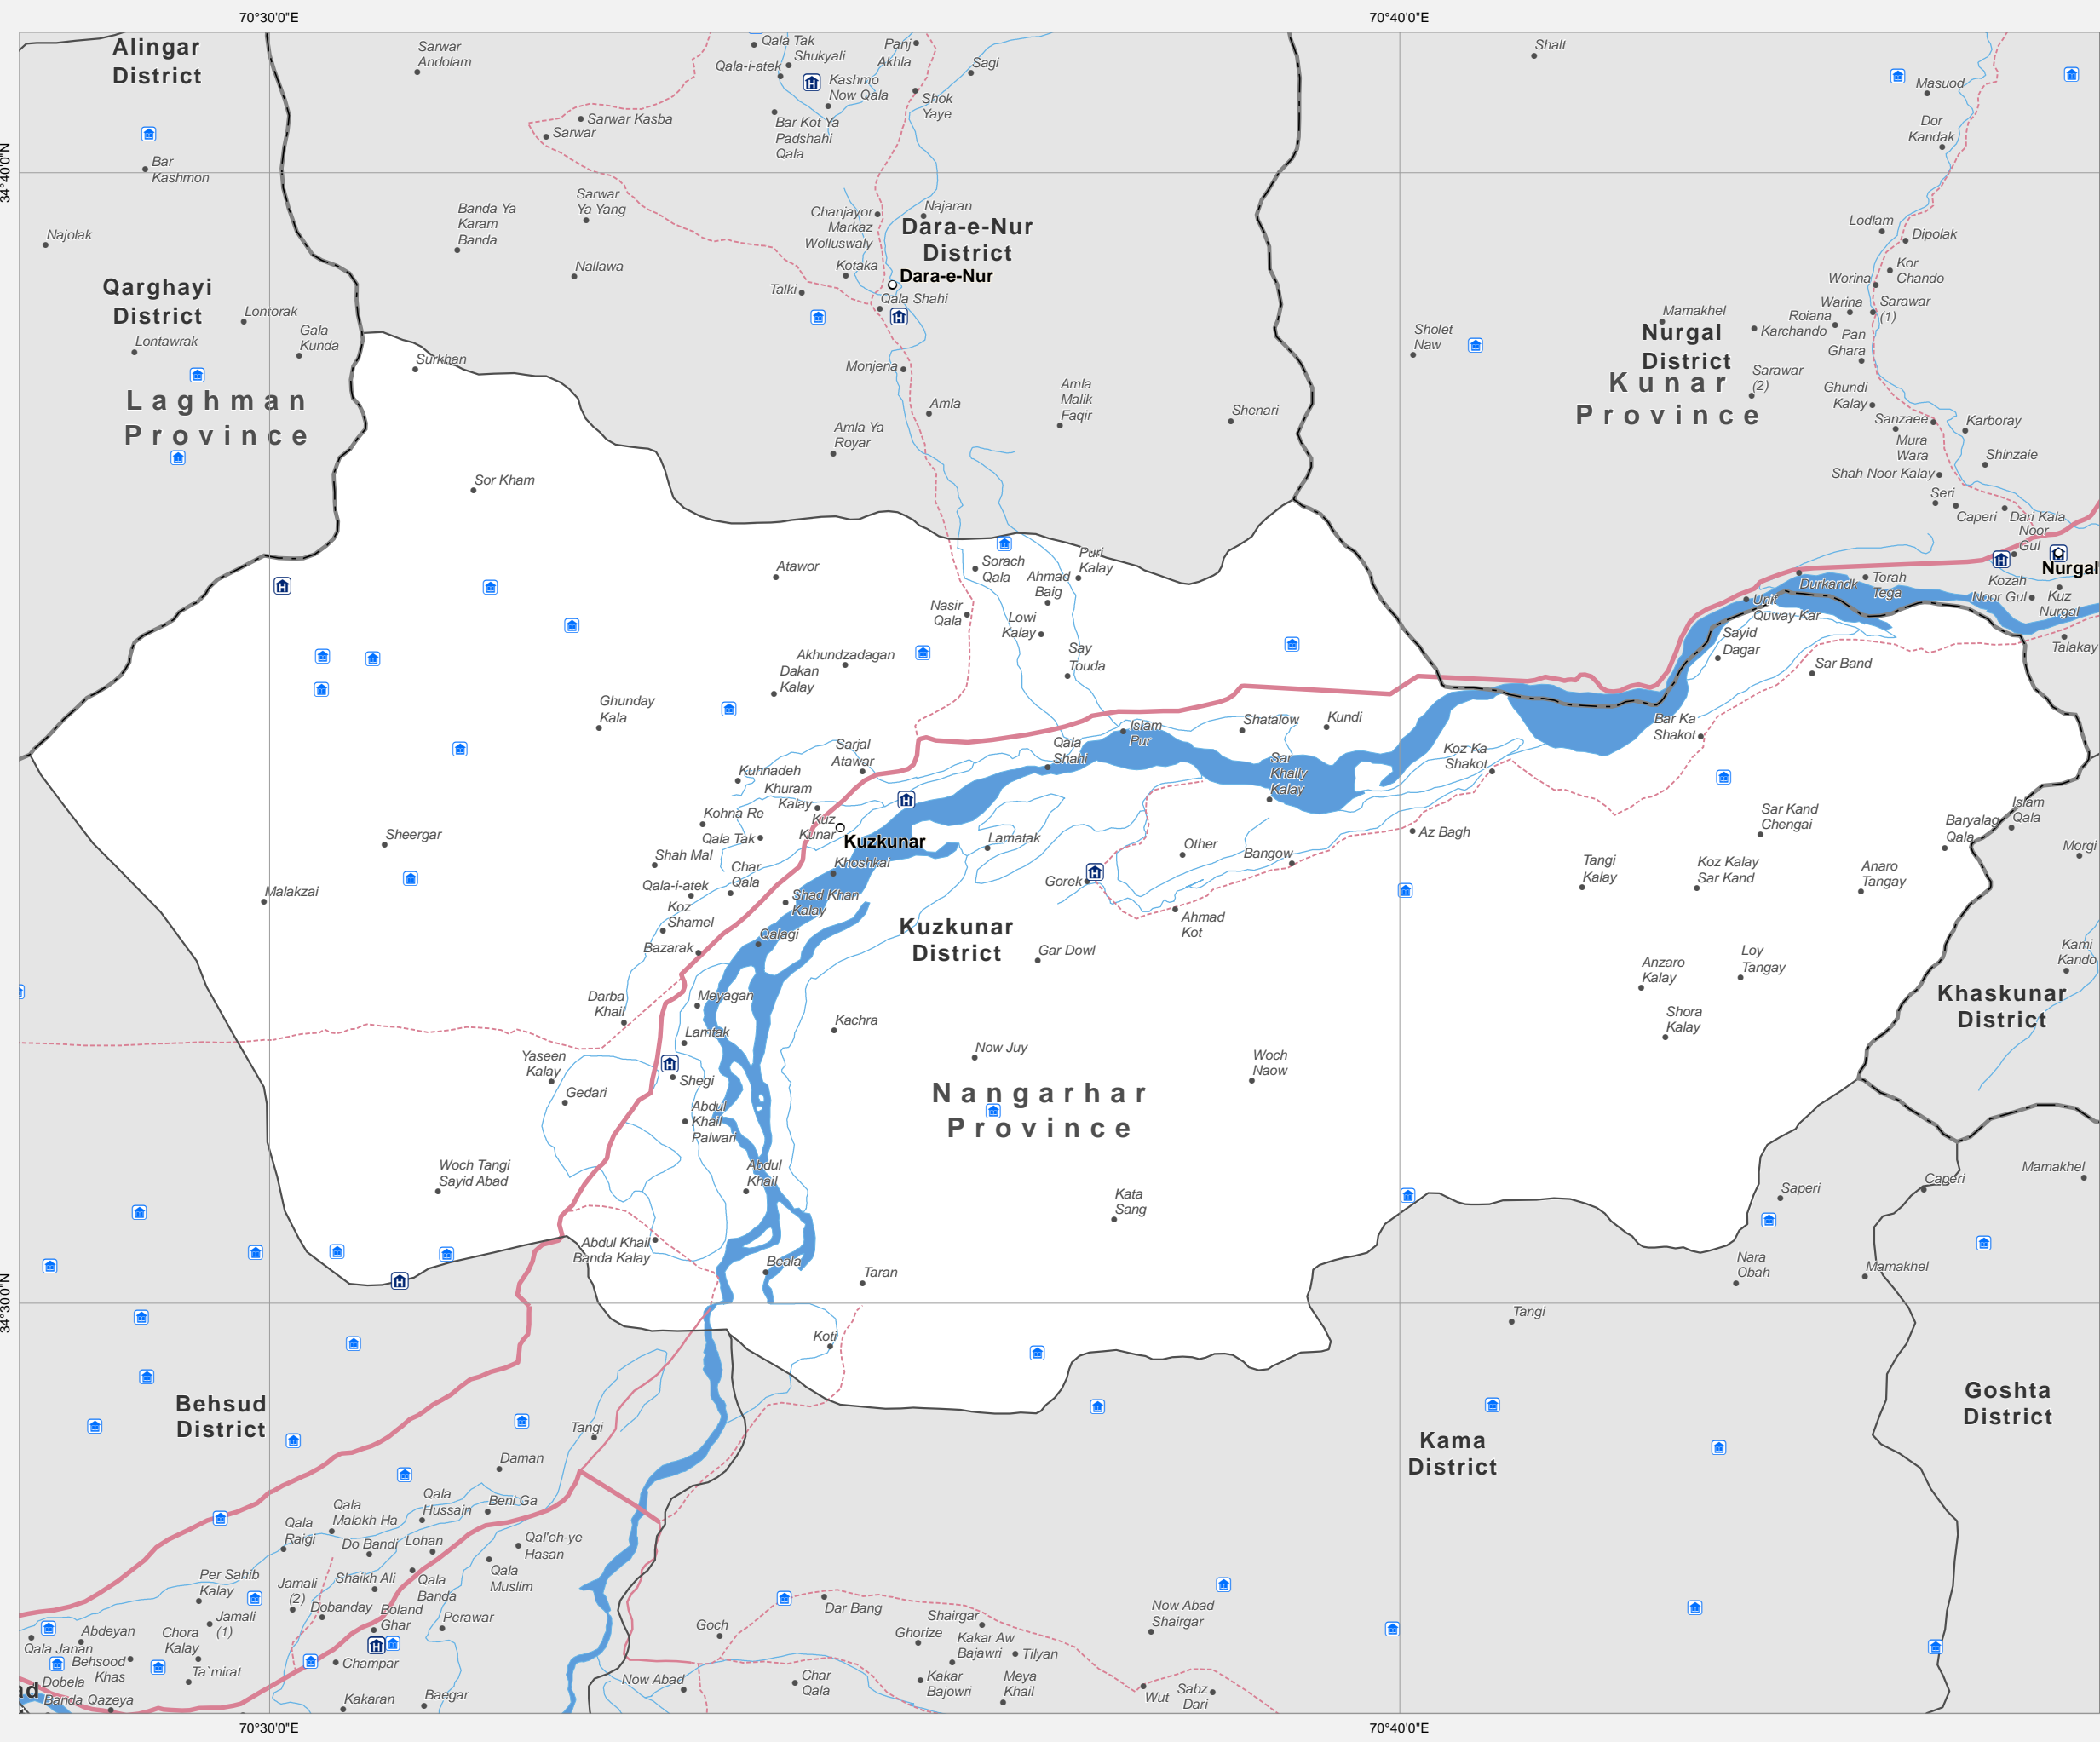 70°30'0"E
70°40'0"E
34°40'0"N
34°30'0"N
Alingar
District
Sarwar
Andolam
Qala Tak
Shukyali
Qala-i-atek
Panj
Akhla
Sagi
Kashmo
Now Qala
Shok
Yaye
Shalt
Masuod
Dor
Kandak
Sarwar Kasba
Sarwar
Bar Kot Ya
Padshahi
Qala
Bar
Kashmon
Banda Ya
Karam
Banda
Sarwar
Ya Yang
Najolak
Nallawa
Chanjayor
Markaz
Wolluswaly
Najaran
Dara-e-Nur
District
Kotaka
Dara-e-Nur
Talki
Qala Shahi
Lodlam
Dipolak
Kor
Chando
Worina
Warina
Sarawar
(1)
Roiana
Pan
Ghara
Mamakhel
Karchando
Nurgal
District
Sarawar
(2)
Kunar
Province
Ghundi
Kalay
Sanzaee
Karboray
Mura
Wara
Shinzaie
Shah Noor Kalay
Seri
Caperi
Dari Kala
Noor
Gul
Nurgal
Kozah
Noor Gul
Kuz
Nurgal
Talakay
Sholet
Naw
Qarghayi
District
Lontorak
Lontawrak
Gala
Kunda
Laghman
Province
Surkhan
Monjena
Amla
Amla Ya
Royar
Amla
Malik
Faqir
Shenari
Sor Kham
Atawor
Sorach
Qala
Ahmad
Baig
Puri
Kalay
Nasir
Qala
Lowi
Kalay
Say
Touda
Akhundzadagan
Dakan
Kalay
Ghunday
Kala
Durkandk
Torah
Tega
Unif
Quway Kar
Sayid
Dagar
Sar Band
Bar Ka
Shakot
Koz Ka
Shakot
Islam
Pur
Shatalow
Kundi
Qala
Shahi
Sar
Khaily
Kalay
Sarjal
Atawar
Kuhnadeh
Khuram
Kalay
Kohna Re
Kuz
Kunar
Kuzkunar
Qala Tak
Khoshkal
Shah Mal
Char
Qala
Qala-i-atek
Shad Khan
Kalay
Koz
Shamel
Qalagi
Bazarak
Lamatak
Other
Bangow
Gorek
Ahmad
Kot
Gar Dowl
Kuzkunar
District
Az Bagh
Tangi
Kalay
Sar Kand
Chengai
Koz Kalay
Sar Kand
Baryalag
Qala
Islam
Qala
Morgi
Anaro
Tangay
Loy
Tangay
Anzaro
Kalay
Shora
Kalay
Kami
Kando
Khaskunar
District
Sheergar
Malakzai
Darba
Khail
Meyagan
Lamtak
Kachra
Now Juy
Woch
Naow
Yaseen
Kalay
Gedari
Shegi
Abdul
Khail
Palwari
Nangarhar
Province
Woch Tangi
Sayid Abad
Abdul
Khail
Kata
Sang
Abdul Khail
Banda Kalay
Beala
Taran
Koti
Saperi
Caperi
Mamakhel
Nara
Obah
Mamakhel
Tangi
Behsud
District
Kama
District
Goshta
District
Tangi
Daman
Qala
Hussain
Beni Ga
Qala
Malakh Ha
Qala
Raigi
Do Bandi
Lohan
Qal'eh-ye
Hasan
Qala
Muslim
Per Sahib
Kalay
Jamali
(2)
Shaikh Ali
Qala
Banda
Dobanday
Boland
Ghar
Perawar
Jamali
(1)
Abdeyan
Chora
Kalay
Qala Janan
Behsood
Khas
Champar
Ta`mirat
Dobela
ad
Banda Qazeya
Kakaran
Baegar
Dar Bang
Goch
Shairgar
Ghorize
Kakar Aw
Bajawri
Tilyan
Now Abad
Shairgar
Now Abad
Char
Qala
Kakar
Bajowri
Meya
Khail
Wut
Sabz
Dari
70°30'0"E
70°40'0"E